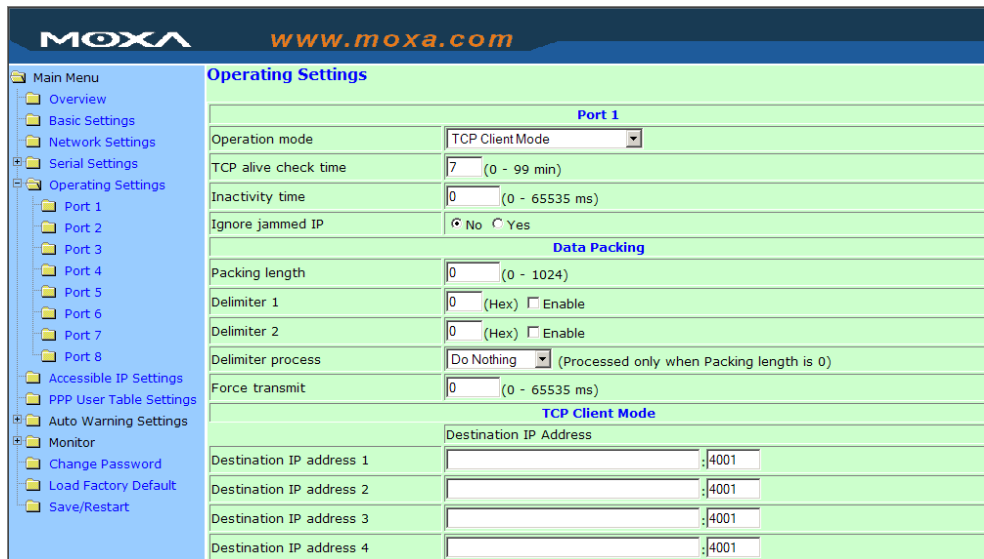 MOXA www.moxa.com
Main Menu
Overview
Basic Settings
Network Settings
Serial Settings
Operating Settings
Port 1
Port 2
Port 3
Port 4
Port 5
Port 6
Port 7
Port 8
Accessible IP Settings
PPP User Table Settings
Auto Warning Settings
Monitor
Change Password
Load Factory Default
Save/Restart
Operating Settings
Port 1
Operation mode TCP Client Mode
TCP alive check time 7 (0 - 99 min)
Inactivity time 0 (0 - 65535 ms)
Ignore jammed IP No Yes
Data Packing
Packing length 0 (0 - 1024)
Delimiter 1 0 (Hex) Enable
Delimiter 2 0 (Hex) Enable
Delimiter process Do Nothing (Processed only when Packing length is 0)
Force transmit 0 (0 - 65535 ms)
TCP Client Mode
Destination IP Address
Destination IP address 1 :4001
Destination IP address 2 :4001
Destination IP address 3 :4001
Destination IP address 4 :4001